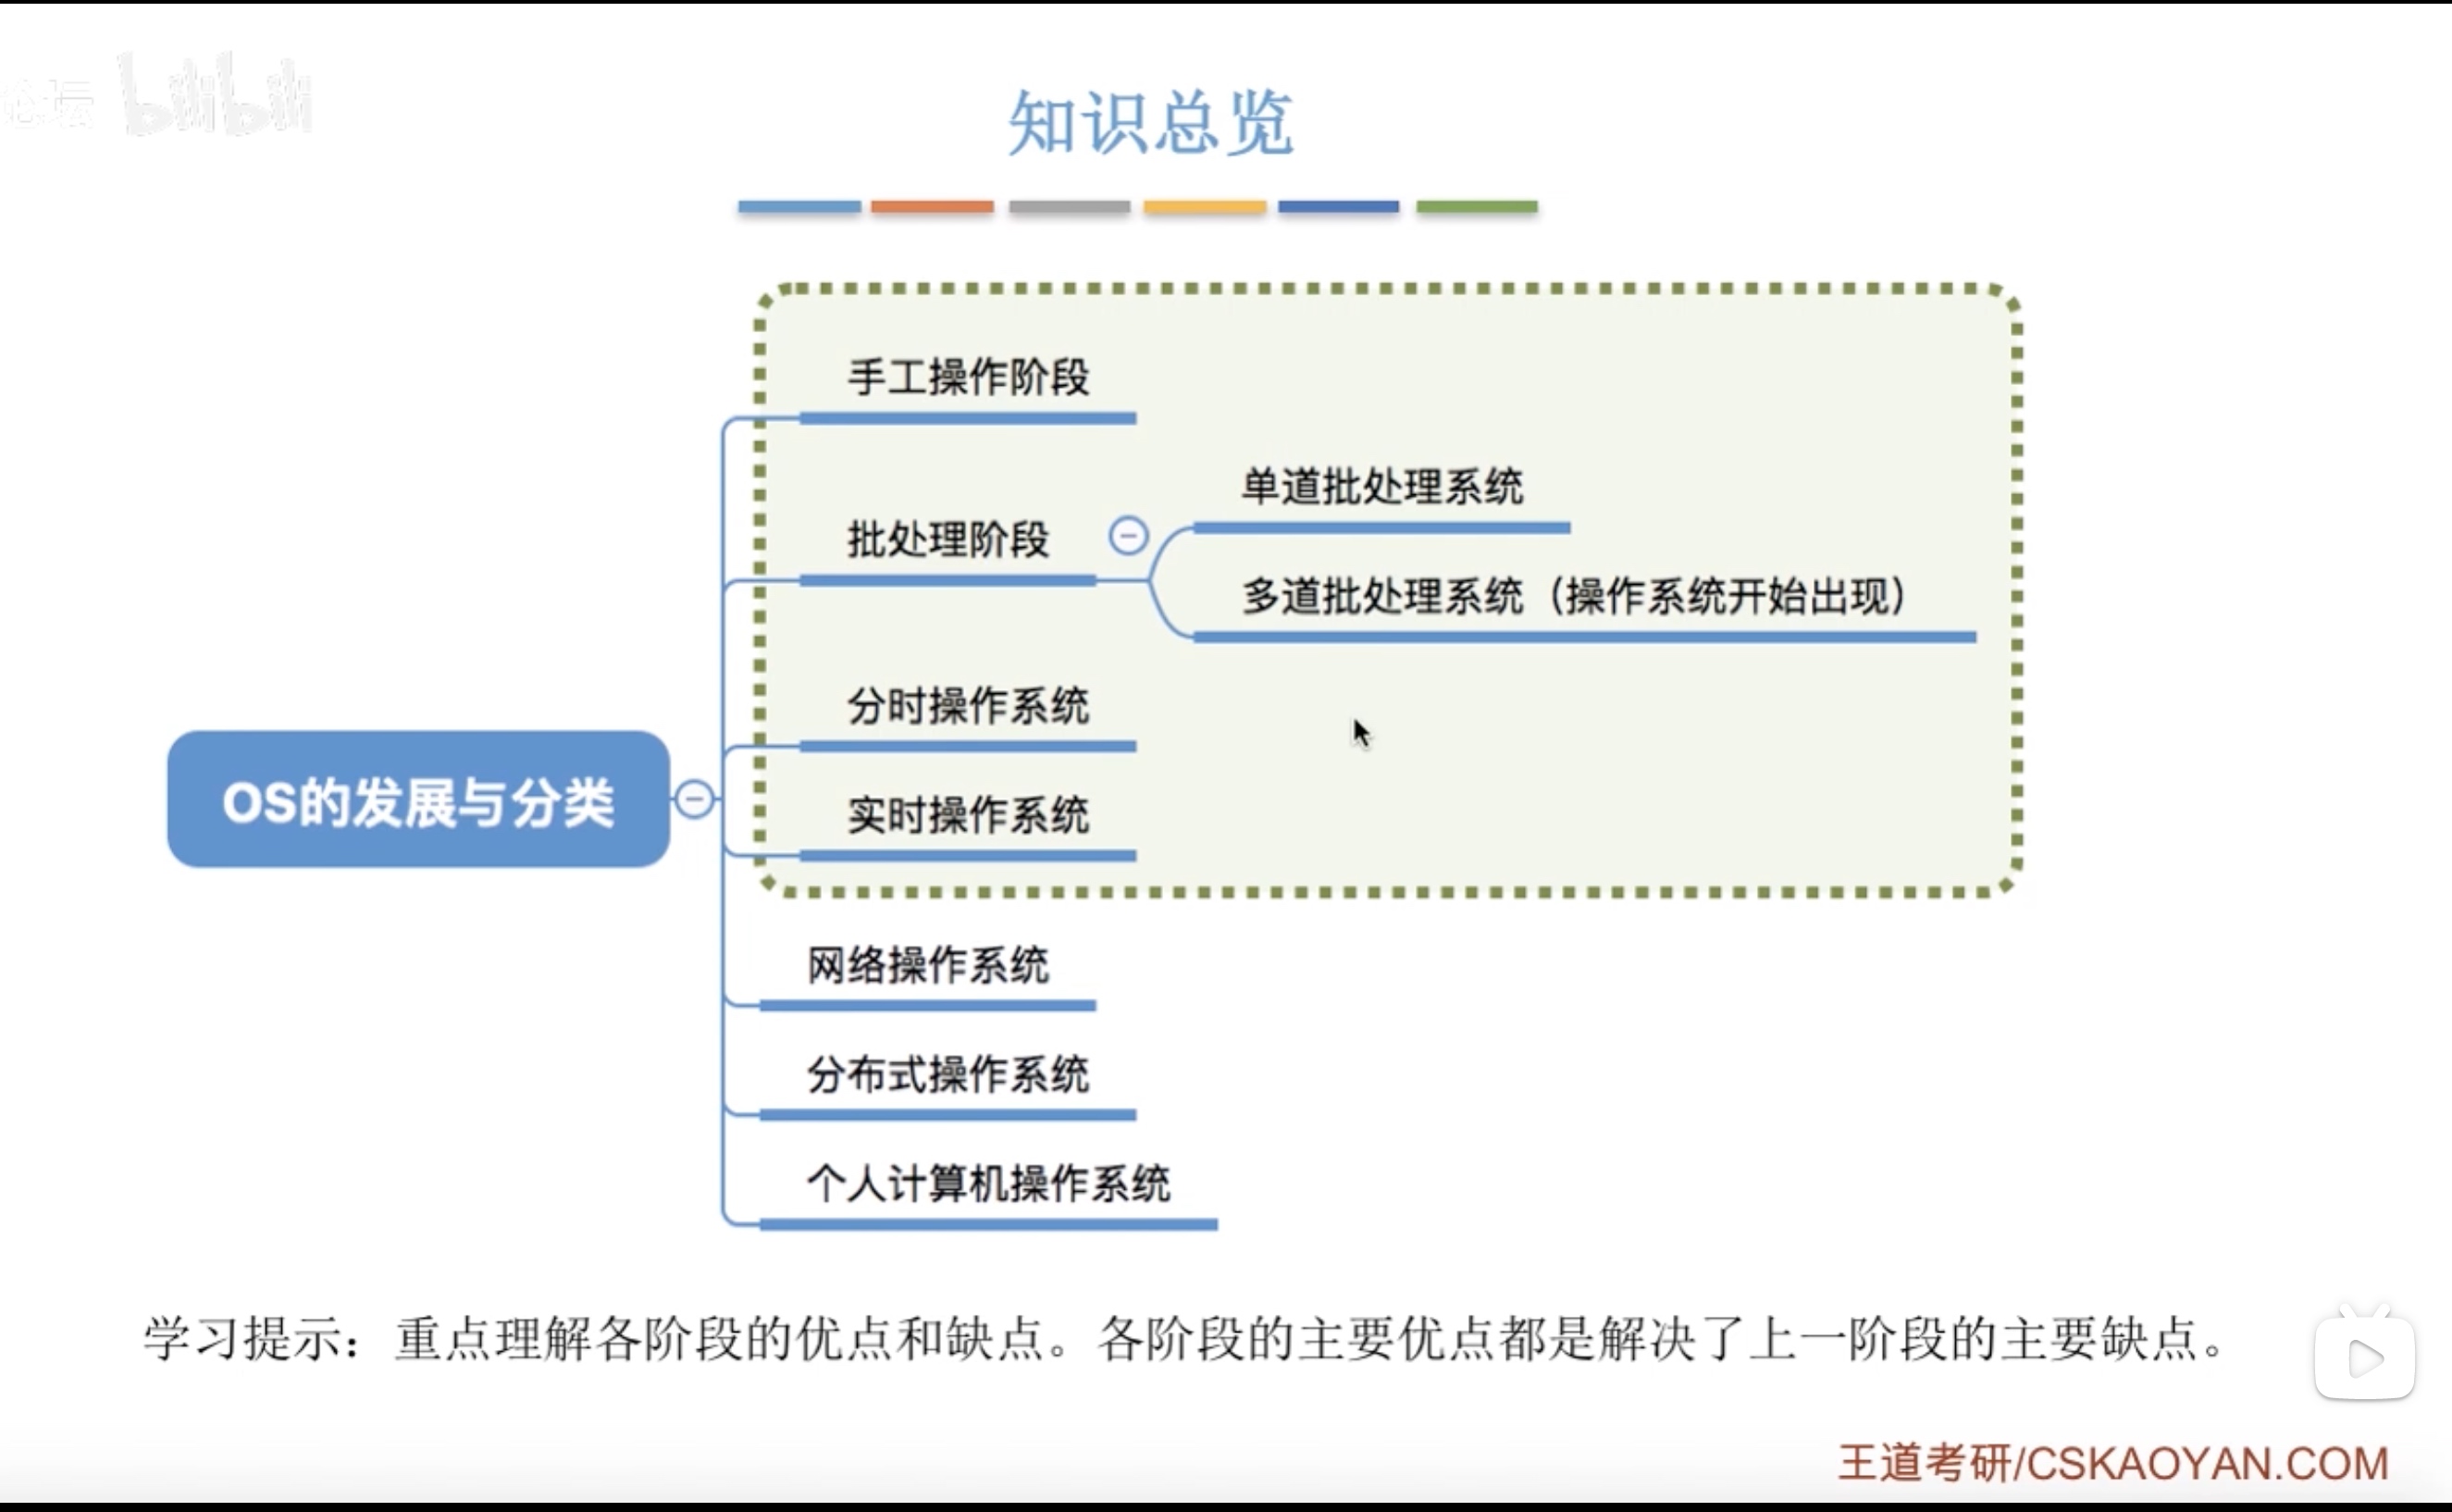 论坛 bilibili
知识总览
手工操作阶段
批处理阶段
单道批处理系统
多道批处理系统（操作系统开始出现）
分时操作系统
实时操作系统
OS的发展与分类
网络操作系统
分布式操作系统
个人计算机操作系统
学习提示：重点理解各阶段的优点和缺点。各阶段的主要优点都是解决了上一阶段的主要缺点。
王道考研/CSKAOYAN.COM